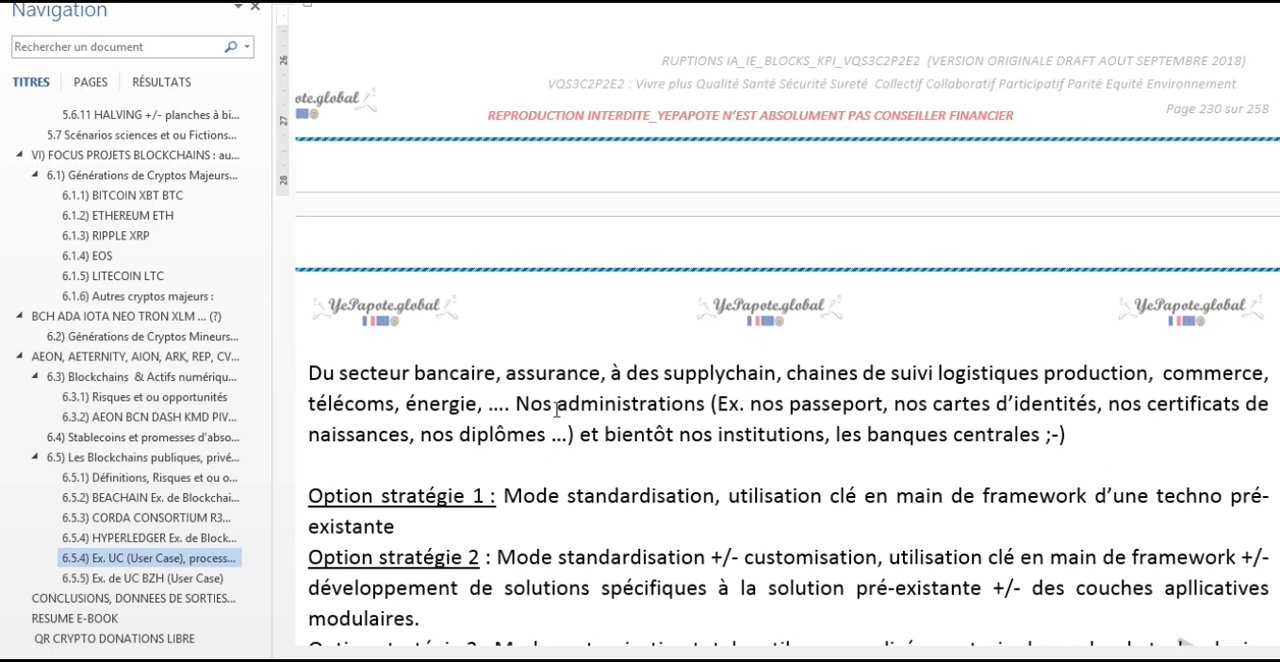 Navigation
Rechercher un document
TITRES PAGES RÉSULTATS
5.6.11 HALVING +/- planches à bi...
5.7 Scénarios sciences et ou Fictions...
VI) FOCUS PROJETS BLOCKCHAINS : au...
6.1) Générations de Cryptos Majeurs...
6.1.1) BITCOIN XBT BTC
6.1.2) ETHEREUM ETH
6.1.3) RIPPLE XRP
6.1.4) EOS
6.1.5) LITECOIN LTC
6.1.6) Autres cryptos majeurs :
BCH ADA IOTA NEO TRON XLM ... (?)
6.2) Générations de Cryptos Mineurs...
AEON, AETERNITY, AION, ARK, REP, CV...
6.3) Blockchains & Actifs numériqu...
6.3.1) Risques et ou opportunités
6.3.2) AEON BCN DASH KMD PIV...
6.4) Stablecoins et promesses d'abso...
6.5) Les Blockchains publiques, privé...
6.5.1) Définitions, Risques et ou o...
6.5.2) BEACHAIN Ex. de Blockchai...
6.5.3) CORDA CONSORTIUM R3...
6.5.4) HYPERLEDGER Ex. de Block...
6.5.4) Ex. UC (User Case), process...
6.5.5) Ex. de UC BZH (User Case)
CONCLUSIONS, DONNEES DE SORTIES...
RESUME E-BOOK
QR CRYPTO DONATIONS LIBRE
26
27
28
RUPTIONS IA_IE_BLOCKS_KPI_VQS3C2P2E2 (VERSION ORIGINALE DRAFT AOUT SEPTEMBRE 2018)
VQS3C2P2E2 : Vivre plus Qualité Santé Sécurité Sureté Collectif Collaboratif Participatif Parité Equité Environnement
ote.global
Page 230 sur 258
REPRODUCTION INTERDITE_YEPAPOTE N'EST ABSOLUMENT PAS CONSEILLER FINANCIER
YePapote.global YePapote.global YePapote.global
Du secteur bancaire, assurance, à des supplychain, chaines de suivi logistiques production, commerce,
télécoms, énergie, .... Nos administrations (Ex. nos passeport, nos cartes d'identités, nos certificats de
naissances, nos diplômes ...) et bientôt nos institutions, les banques centrales ;-)
Option stratégie 1 : Mode standardisation, utilisation clé en main de framework d'une techno pré-
existante
Option stratégie 2 : Mode standardisation +/- customisation, utilisation clé en main de framework +/-
développement de solutions spécifiques à la solution pré-existante +/- des couches apllicatives
modulaires.